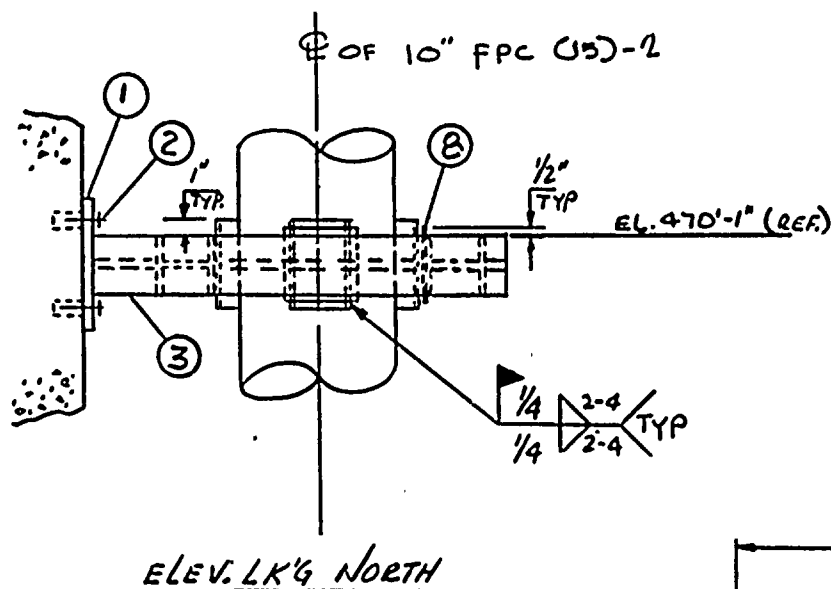 ℄ OF 10" FPC (15)-2
1
2
1"
TYP.
8
1/2"
TYP
EL. 470'-1" (REF.)
3
1/4 2-4
1/4 2-4
TYP
ELEV. LK'G NORTH